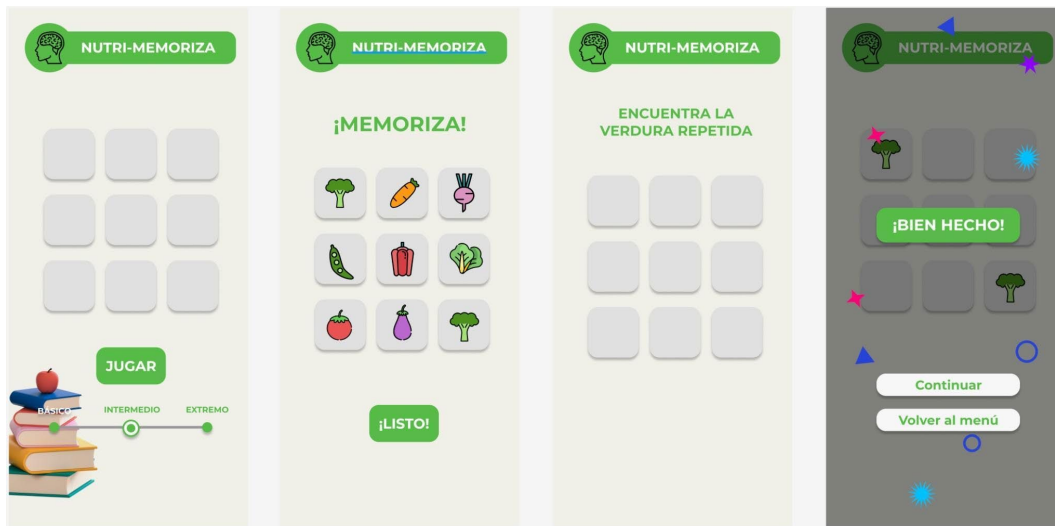 NUTRI-MEMORIZA
JUGAR
BÁSICO
INTERMEDIO
EXTREMO
NUTRI-MEMORIZA
¡MEMORIZA!
¡LISTO!
NUTRI-MEMORIZA
ENCUENTRA LA
VERDURA REPETIDA
NUTRI-MEMORIZA
¡BIEN HECHO!
Continuar
Volver al menú